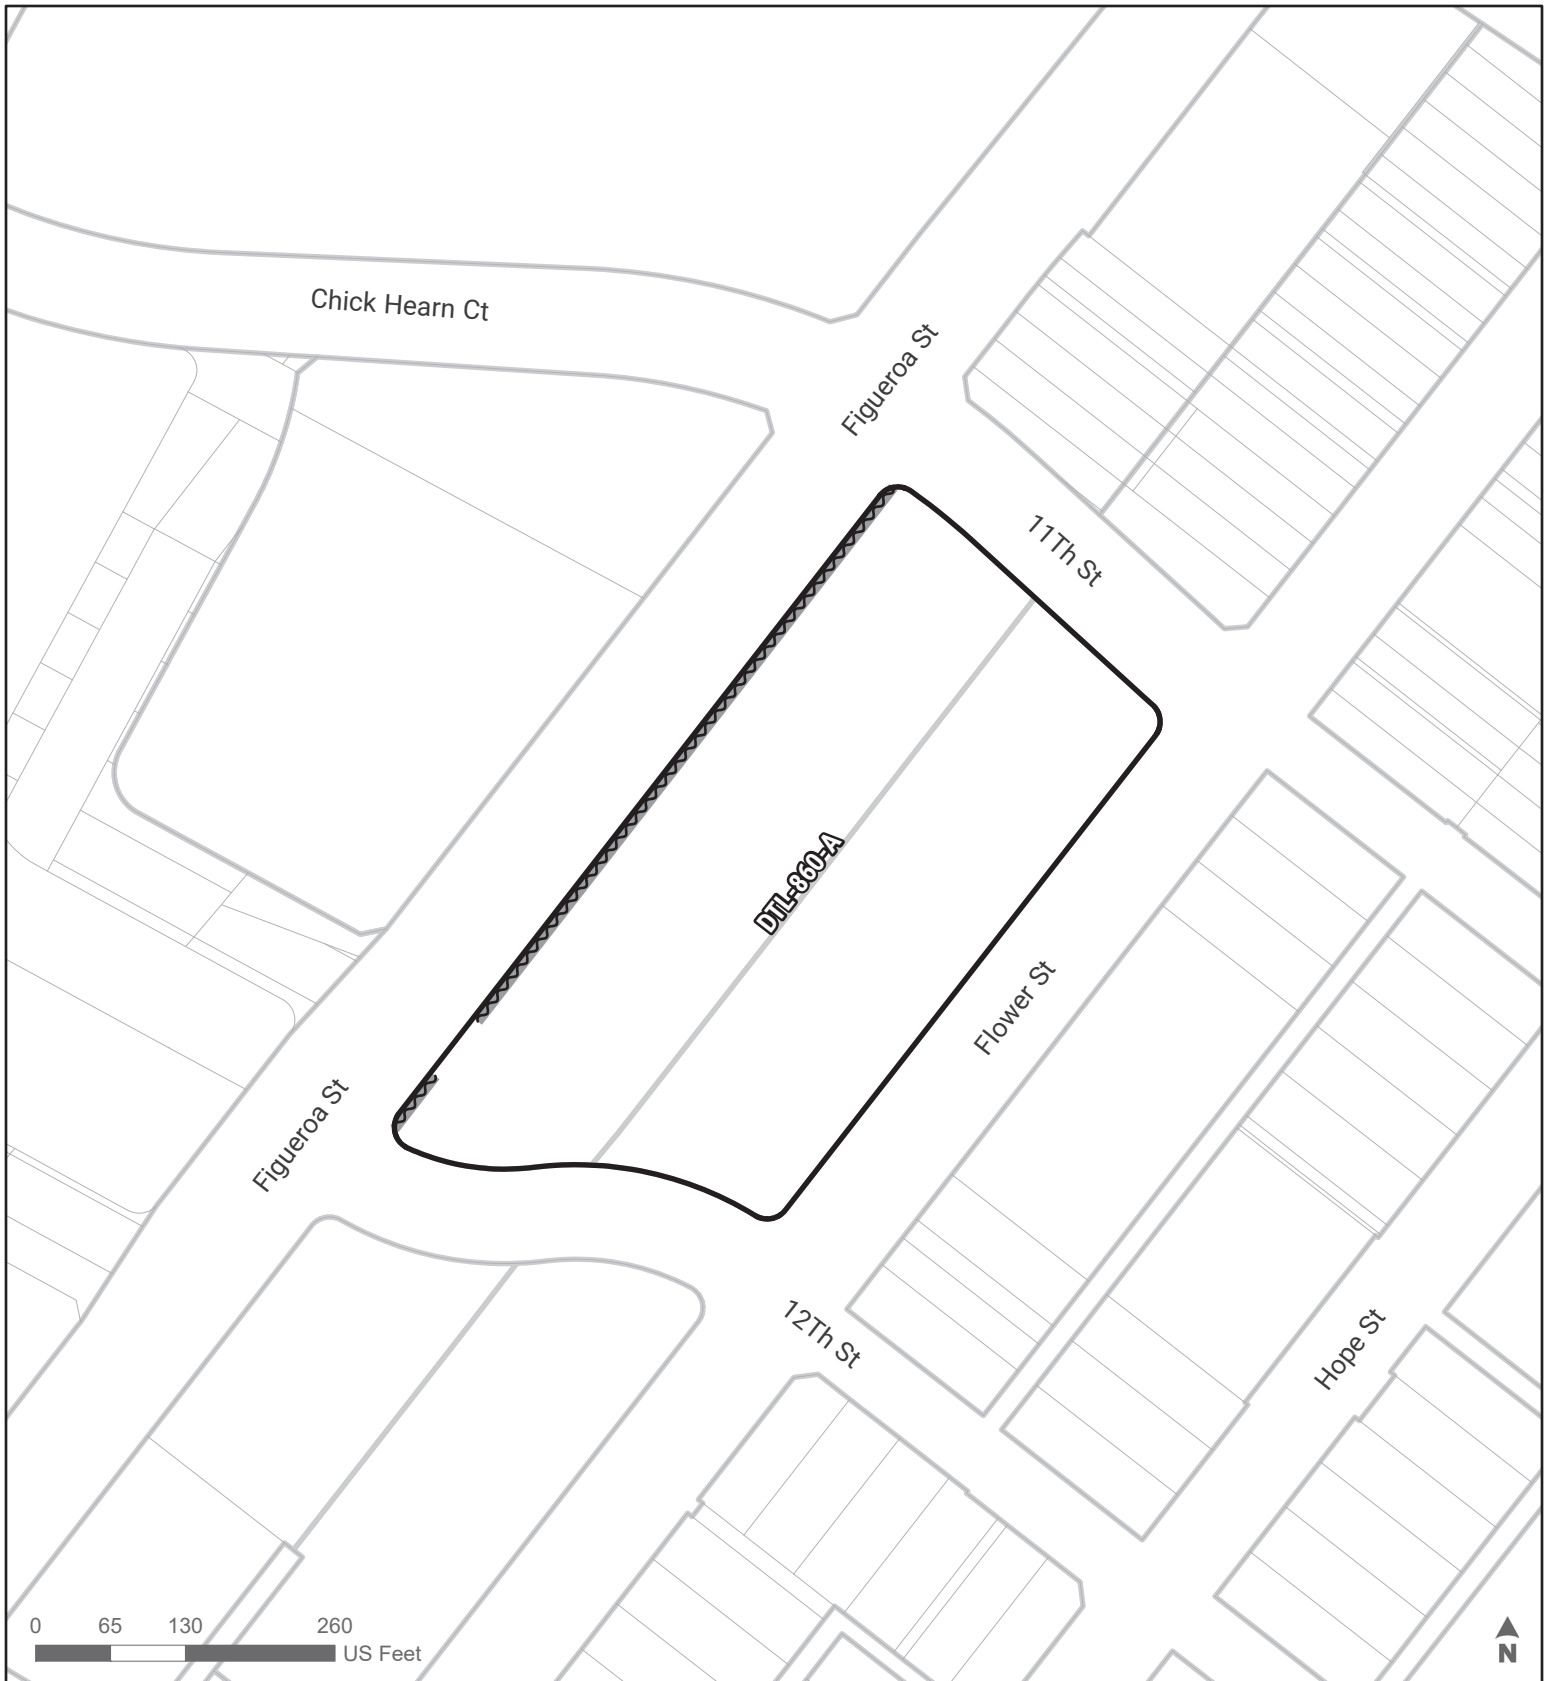 Chick Hearn Ct
Figueroa St
11Th St
DTL-860-A
Flower St
Figueroa St
12Th St
Hope St
0 65 130 260
US Feet
N